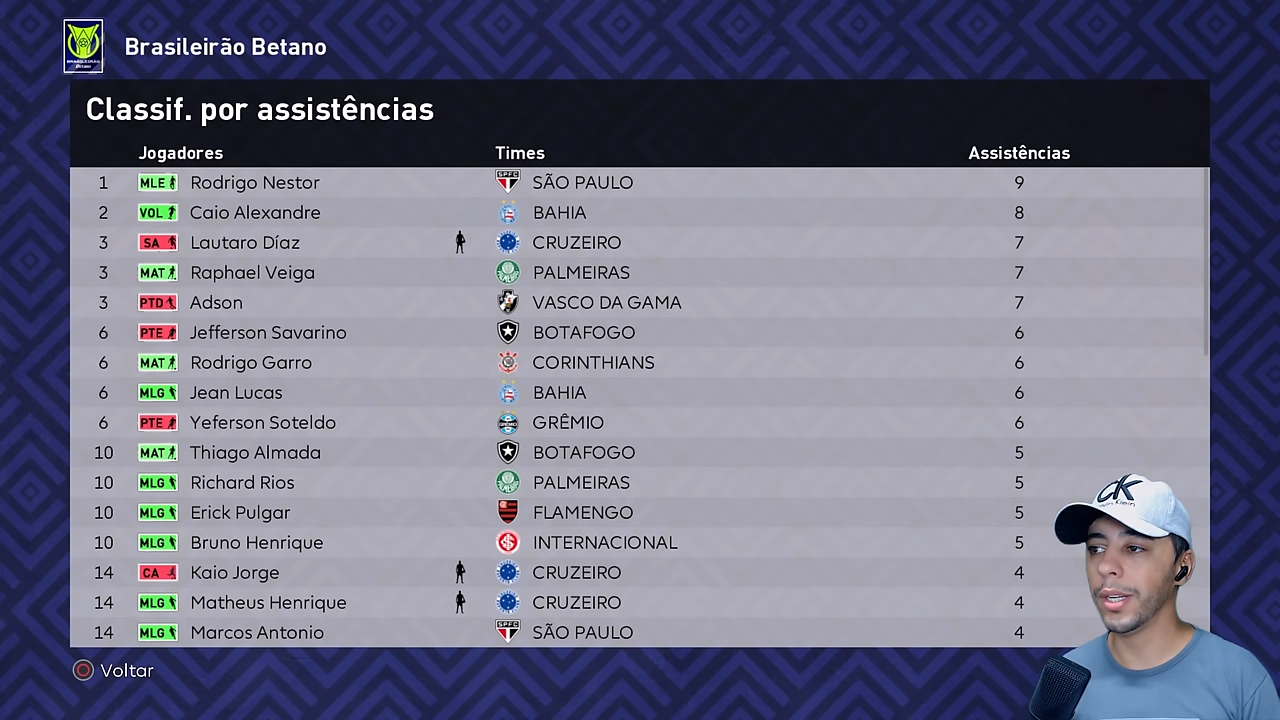 Brasileirão Betano
Classif. por assistências
Jogadores Times Assistências
1 MLE Rodrigo Nestor SPFC SÃO PAULO 9
2 VOL Caio Alexandre BAHIA 8
3 SA Lautaro Díaz CRUZEIRO 7
3 MAT Raphael Veiga PALMEIRAS 7
3 PTD Adson VASCO DA GAMA 7
6 PTE Jefferson Savarino BOTAFOGO 6
6 MAT Rodrigo Garro CORINTHIANS 6
6 MLG Jean Lucas BAHIA 6
6 PTE Yeferson Soteldo GRÊMIO 6
10 MAT Thiago Almada BOTAFOGO 5
10 MLG Richard Rios PALMEIRAS 5
10 MLG Erick Pulgar FLAMENGO 5
10 MLG Bruno Henrique INTERNACIONAL 5
14 CA Kaio Jorge CRUZEIRO 4
14 MLG Matheus Henrique CRUZEIRO 4
14 MLG Marcos Antonio SPFC SÃO PAULO 4
CK
Calvin Klein
Voltar